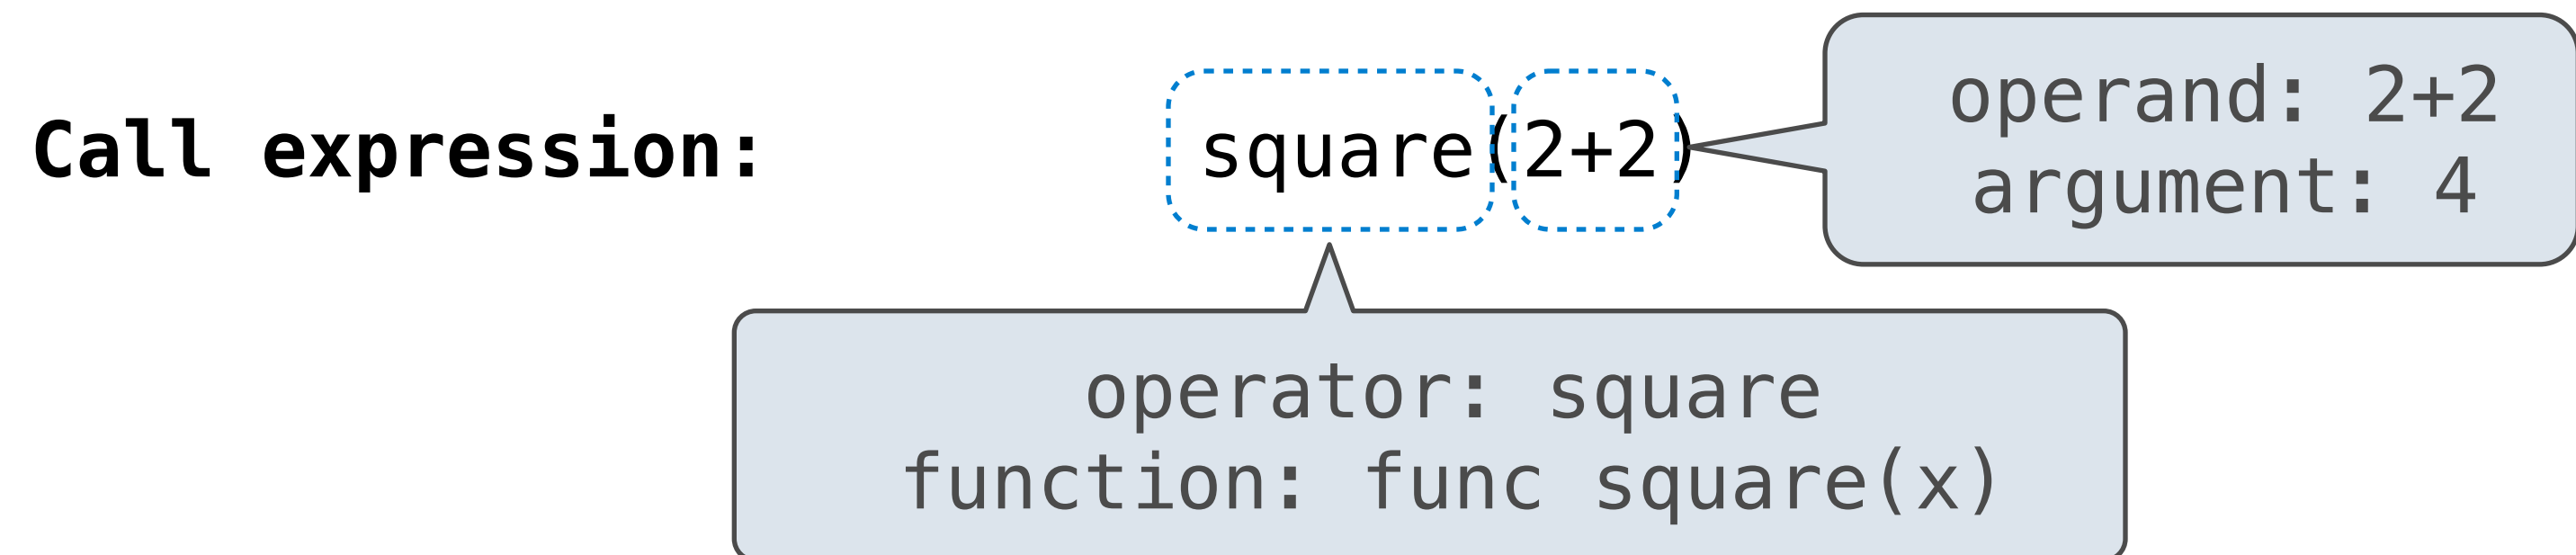 Call expression:
square(2+2)
operand: 2+2
argument: 4
operator: square
function: func square(x)